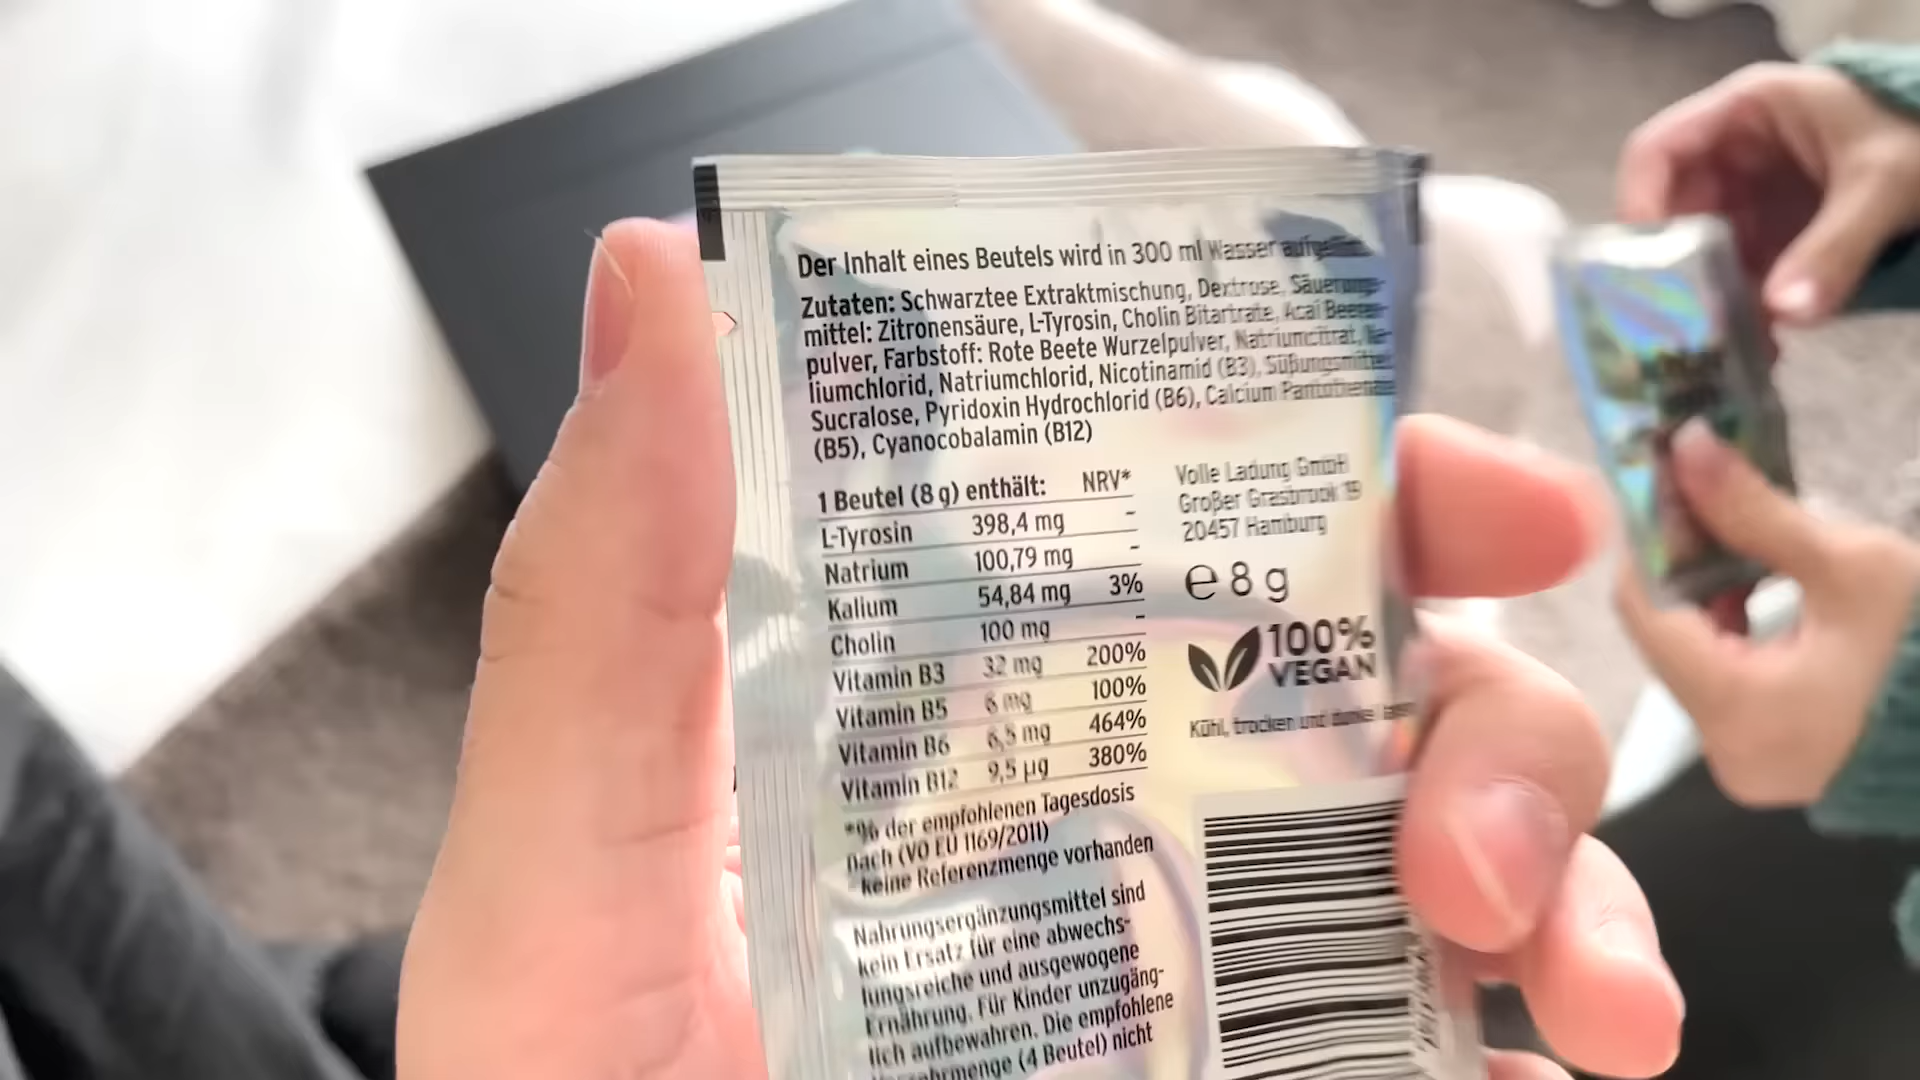 Der Inhalt eines Beutels wird in 300 ml Wasser
Zutaten: Schwarztee Extraktmischung, Dextrose, Säuerungs-
mittel: Zitronensäure, L-Tyrosin, Cholin Bitartrate, Acai Beeren-
pulver, Farbstoff: Rote Beete Wurzelpulver, Natriumcitrat, Na-
liumchlorid, Natriumchlorid, Nicotinamid (B3), Süßungsmittel
Sucralose, Pyridoxin Hydrochlorid (B6), Calcium
(B5), Cyanocobalamin (B12)
1 Beutel (8 g) enthält: NRV*
L-Tyrosin 398,4 mg -
Natrium 100,79 mg -
Kalium 54,84 mg 3%
Cholin 100 mg -
Vitamin B3 32 mg 200%
Vitamin B5 6 mg 100%
Vitamin B6 6,5 mg 464%
Vitamin B12 9,5 µg 380%
*% der empfohlenen Tagesdosis
nach (VO EU 1169/2011)
- keine Referenzmenge vorhanden
Nahrungsergänzungsmittel sind
kein Ersatz für eine abwechs-
lungsreiche und ausgewogene
Ernährung. Für Kinder unzugäng-
lich aufbewahren. Die empfohlene
(4 Beutel) nicht
Volle Ladung GmbH
Großer Grasbrook 19
20457 Hamburg
℮ 8 g
100%
VEGAN
Kühl, trocken und dunkel